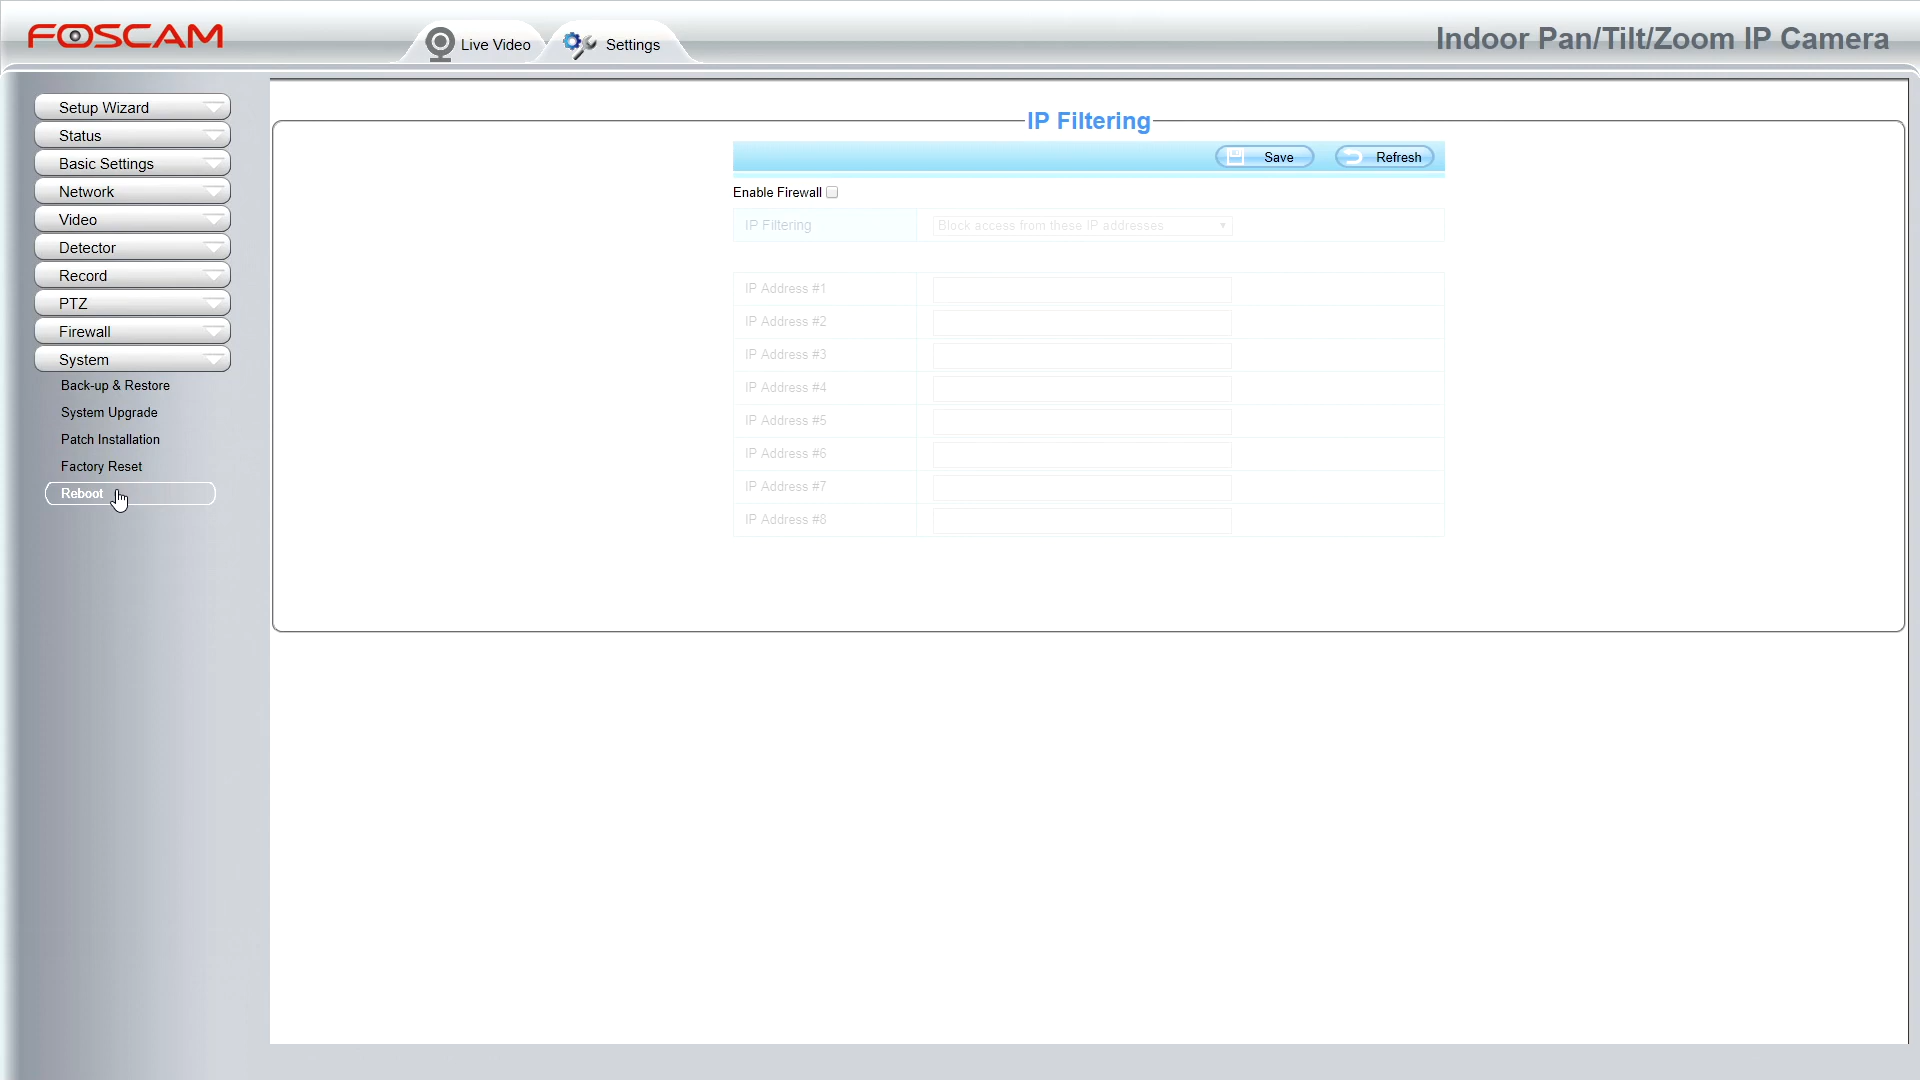 FOSCAM
Live Video
Settings
Indoor Pan/Tilt/Zoom IP Camera
Setup Wizard
Status
Basic Settings
Network
Video
Detector
Record
PTZ
Firewall
System
Back-up & Restore
System Upgrade
Patch Installation
Factory Reset
Reboot
IP Filtering
Save
Refresh
Enable Firewall
IP Filtering
Block access from these IP addresses
IP Address #1
IP Address #2
IP Address #3
IP Address #4
IP Address #5
IP Address #6
IP Address #7
IP Address #8